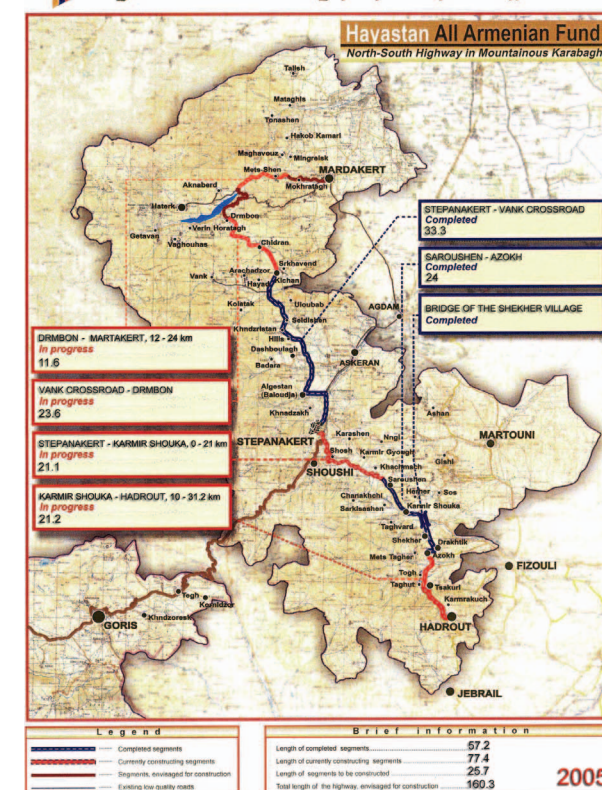 Hayastan All Armenian Fund
North-South Highway in Mountainous Karabagh
Talish
Mataghis
Tonashen
Hakob Kamari
Maghavouz
Mingrelsk
Mets Shen
MARDAKERT
Mokhratagh
Aknaberd
Haterk
Drmbon
Verin Horatagh
Getavan
Vaghouhas
Chldran
Srkhavend
Vank
Arachadzor
Kichan
Hayad
Kolatak
Uloubab
Seidishen
AGDAM
Khndzristan
Hilis
Dashboulagh
Badara
ASKERAN
Algestan
(Baloudja)
Khnadzakh
Ashan
STEPANAKERT
Karashen
Nngi
MARTOUNI
Shosh
Karmir Gyough
SHOUSHI
Khachmach
Gishi
Saroushen
Chanakhchi
Herher
Sos
Sarkissashen
Karmir Shouka
Taghvard
Shekher
Drakhtik
Mets Tagher
Azokh
FIZOULI
Togh
Taghut
Tsakuri
Karmrakuch
HADROUT
JEBRAIL
Tegh
Kornidzor
Khndzoresk
GORIS
STEPANAKERT - VANK CROSSROAD
Completed
33.3
SAROUSHEN - AZOKH
Completed
24
BRIDGE OF THE SHEKHER VILLAGE
Completed
DRMBON - MARTAKERT, 12 - 24 km
In progress
11.6
VANK CROSSROAD - DRMBON
In progress
23.6
STEPANAKERT - KARMIR SHOUKA, 0 - 21 km
In progress
21.1
KARMIR SHOUKA - HADROUT, 10 - 31.2 km
In progress
21.2
Legend
Completed segments
Currently constructing segments
Segments, envisaged for construction
Existing low quality roads
Brief information
Length of completed segments 57.2
Length of currently constructing segments 77.4
Length of segments to be constructed 25.7
Total length of the highway, envisaged for construction 160.3
2005